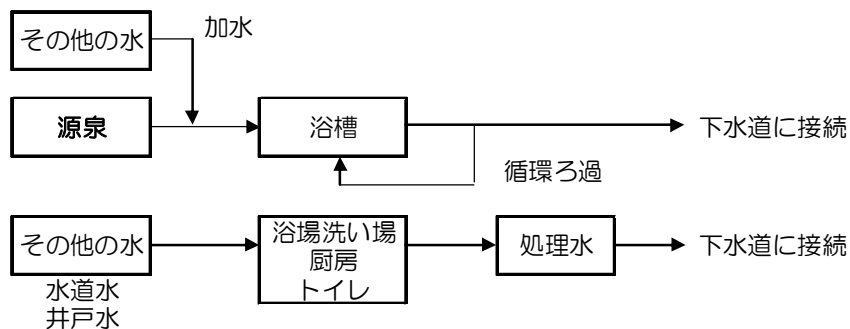 その他の水
加水
源泉
浴槽
下水道に接続
循環ろ過
その他の水
水道水
井戸水
浴場洗い場
厨房
トイレ
処理水
下水道に接続